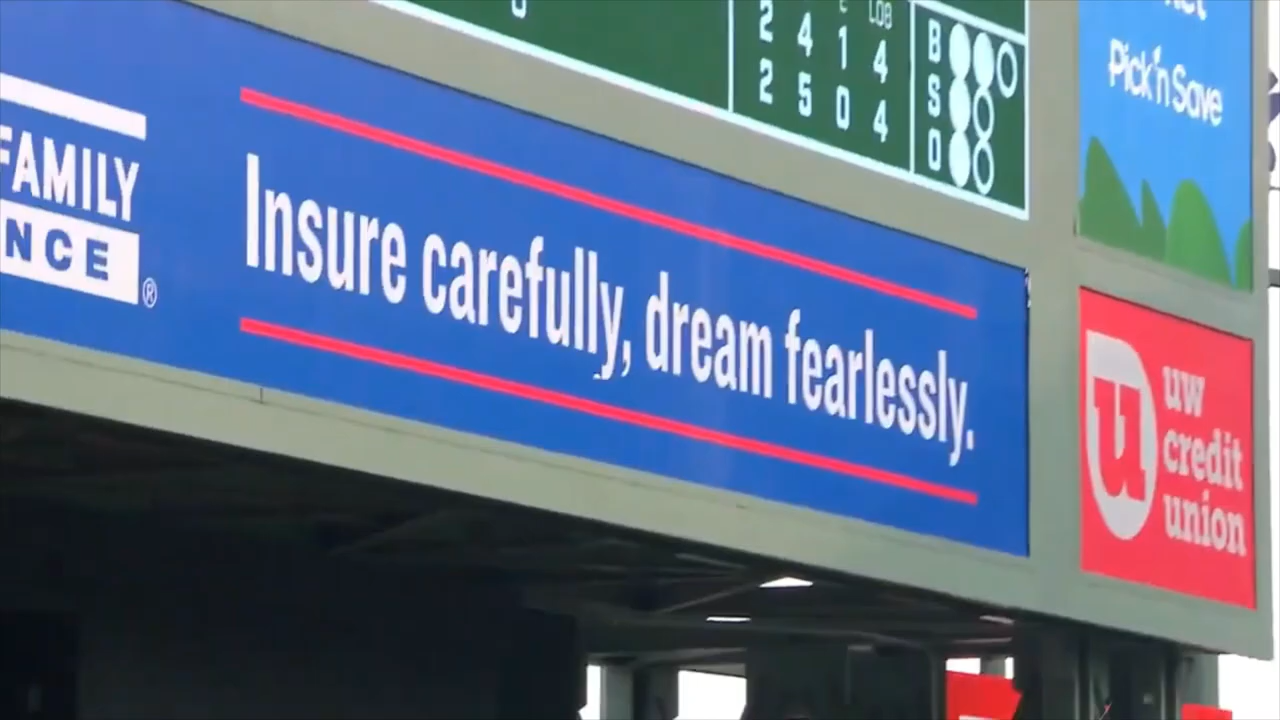 LOB
2 4 1 4
2 5 0 4
B
S
O
Pick'n Save
FAMILY
NCE
®
Insure carefully, dream fearlessly.
u
uw
credit
union